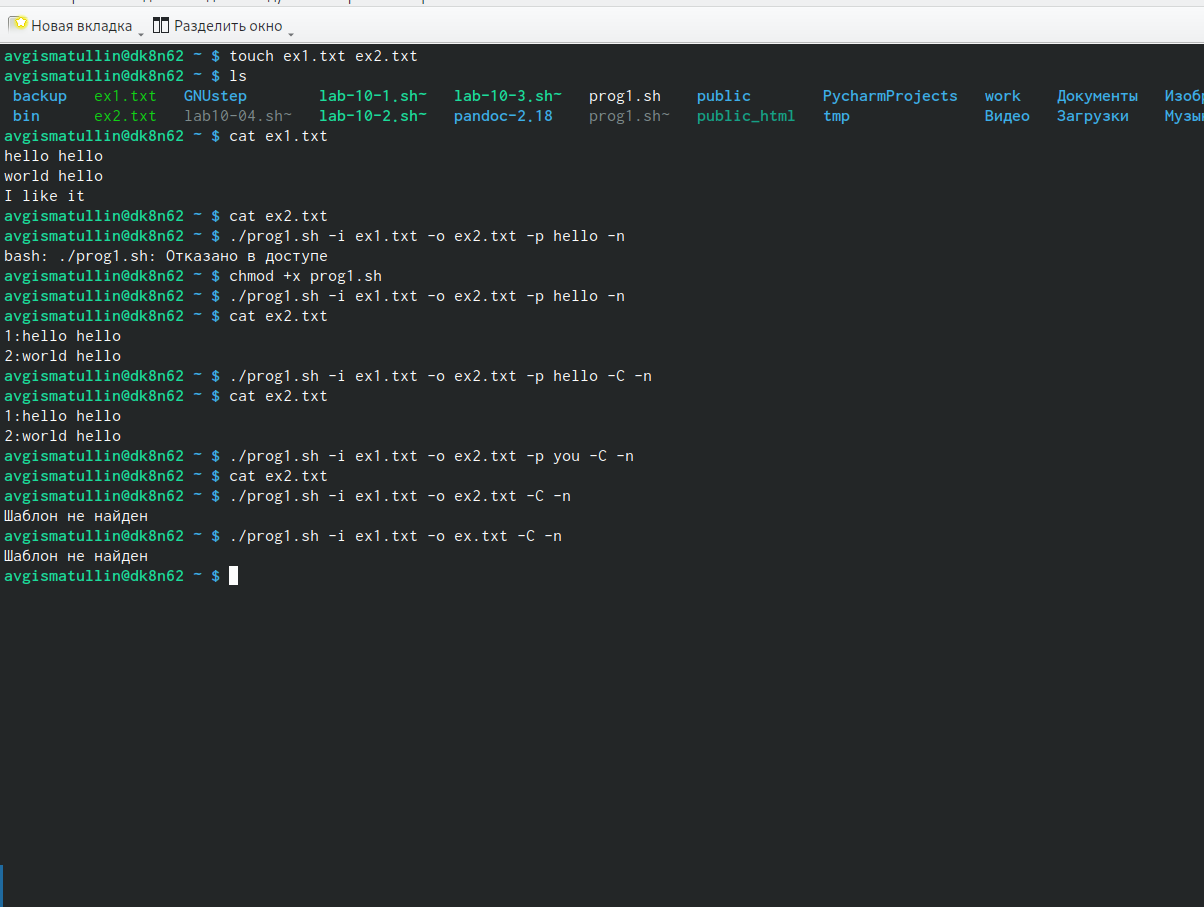 Новая вкладка Разделить окно
avgismatullin@dk8n62 ~ $ touch ex1.txt ex2.txt
avgismatullin@dk8n62 ~ $ ls
backup ex1.txt GNUstep lab-10-1.sh~ lab-10-3.sh~ prog1.sh public PycharmProjects work Документы
bin ex2.txt lab10-04.sh~ lab-10-2.sh~ pandoc-2.18 prog1.sh~ public_html tmp Видео Загрузки
avgismatullin@dk8n62 ~ $ cat ex1.txt
hello hello
world hello
I like it
avgismatullin@dk8n62 ~ $ cat ex2.txt
avgismatullin@dk8n62 ~ $ ./prog1.sh -i ex1.txt -o ex2.txt -p hello -n
bash: ./prog1.sh: Отказано в доступе
avgismatullin@dk8n62 ~ $ chmod +x prog1.sh
avgismatullin@dk8n62 ~ $ ./prog1.sh -i ex1.txt -o ex2.txt -p hello -n
avgismatullin@dk8n62 ~ $ cat ex2.txt
1:hello hello
2:world hello
avgismatullin@dk8n62 ~ $ ./prog1.sh -i ex1.txt -o ex2.txt -p hello -C -n
avgismatullin@dk8n62 ~ $ cat ex2.txt
1:hello hello
2:world hello
avgismatullin@dk8n62 ~ $ ./prog1.sh -i ex1.txt -o ex2.txt -p you -C -n
avgismatullin@dk8n62 ~ $ cat ex2.txt
avgismatullin@dk8n62 ~ $ ./prog1.sh -i ex1.txt -o ex2.txt -C -n
Шаблон не найден
avgismatullin@dk8n62 ~ $ ./prog1.sh -i ex1.txt -o ex.txt -C -n
Шаблон не найден
avgismatullin@dk8n62 ~ $